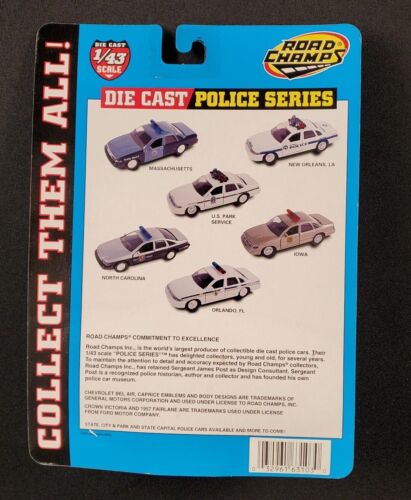 COLLECT THEM ALL!
DIE CAST
1/43
SCALE
ROAD
CHAMPS®
DIE CAST POLICE SERIES
MASSACHUSETTS
NEW ORLEANS, LA
U.S. PARK
SERVICE
NORTH CAROLINA
IOWA
ORLANDO, FL
ROAD CHAMPS® COMMITMENT TO EXCELLENCE
Road Champs Inc., is the world's largest producer of collectible die cast police cars. Their
1/43 scale "POLICE SERIES"™ has delighted collectors, young and old, for several years.
To maintain the attention to detail and accuracy expected by Road Champs® collectors,
Road Champs Inc., has retained Sergeant James Post as Design Consultant. Sergeant
Post is a recognized police historian, author and collector and has founded his own
police car museum.
CHEVROLET BEL AIR, CAPRICE EMBLEMS AND BODY DESIGNS ARE TRADEMARKS OF
GENERAL MOTORS CORPORATION AND USED UNDER LICENSE TO ROAD CHAMPS, INC.
CROWN VICTORIA AND 1957 FAIRLANE ARE TRADEMARKS USED UNDER LICENSE
FROM FORD MOTOR COMPANY.
STATE, CITY & PARK AND STATE CAPITAL POLICE CARS AVAILABLE AND MORE TO COME!
0 32961 63103 0